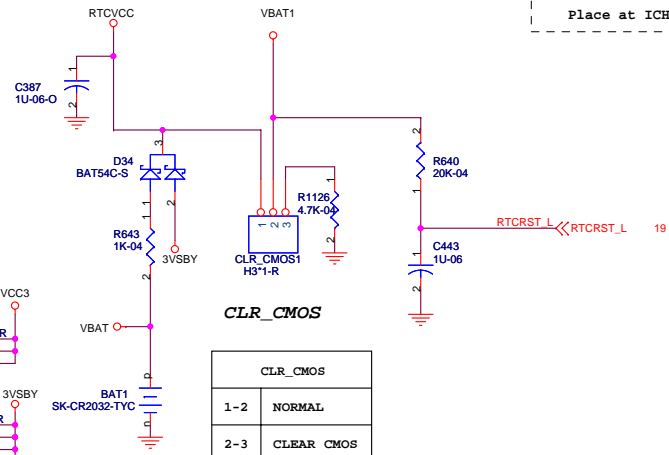 RTCVCC
VBAT1
Place at ICH
1
C387
1U-06-O
2
3
D34
BAT54C-S
1
2
R643
1K-04
1
2
3VSBY
1
2
3
CLR_CMOS1
H3*1-R
R1126
4.7K-04
1
2
2
R640
20K-04
1
RTCRST_L
RTCRST_L
19
1
C443
1U-06
2
VCC3
R
VBAT
CLR_CMOS
3VSBY
R
p
BAT1
SK-CR2032-TYC
n
CLR_CMOS
1-2 NORMAL
2-3 CLEAR CMOS